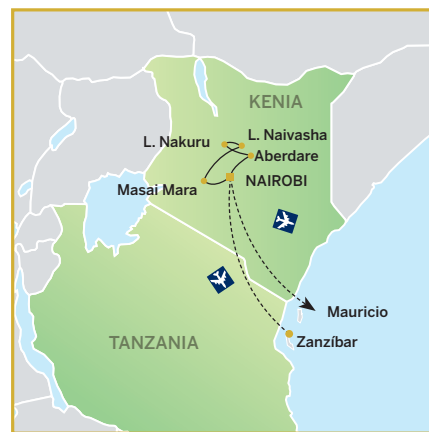 KENIA
L. Nakuru
L. Naivasha
Aberdare
Masai Mara
NAIROBI
Mauricio
TANZANIA
Zanzíbar